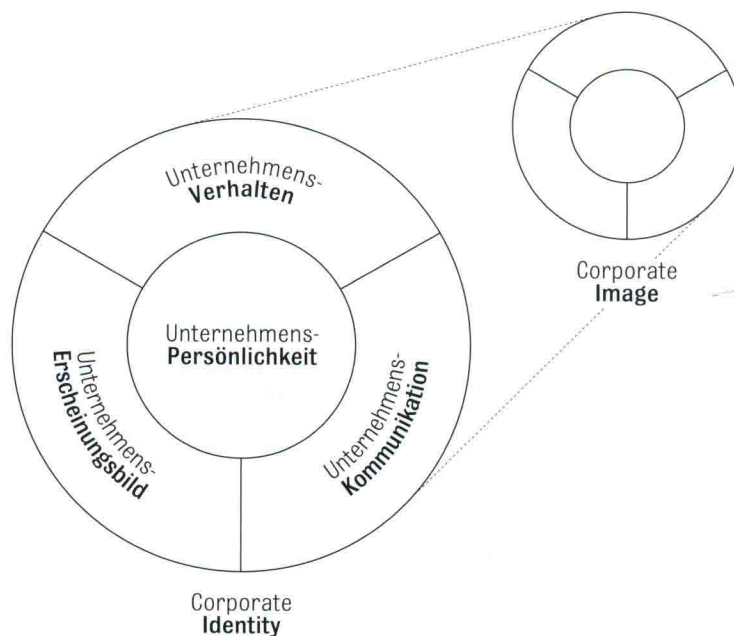 Unternehmens-
Verhalten
Corporate
Image
Unternehmens-
Persönlichkeit
Unternehmens-
Erscheinungsbild
Unternehmens-
Kommunikation
Corporate
Identity